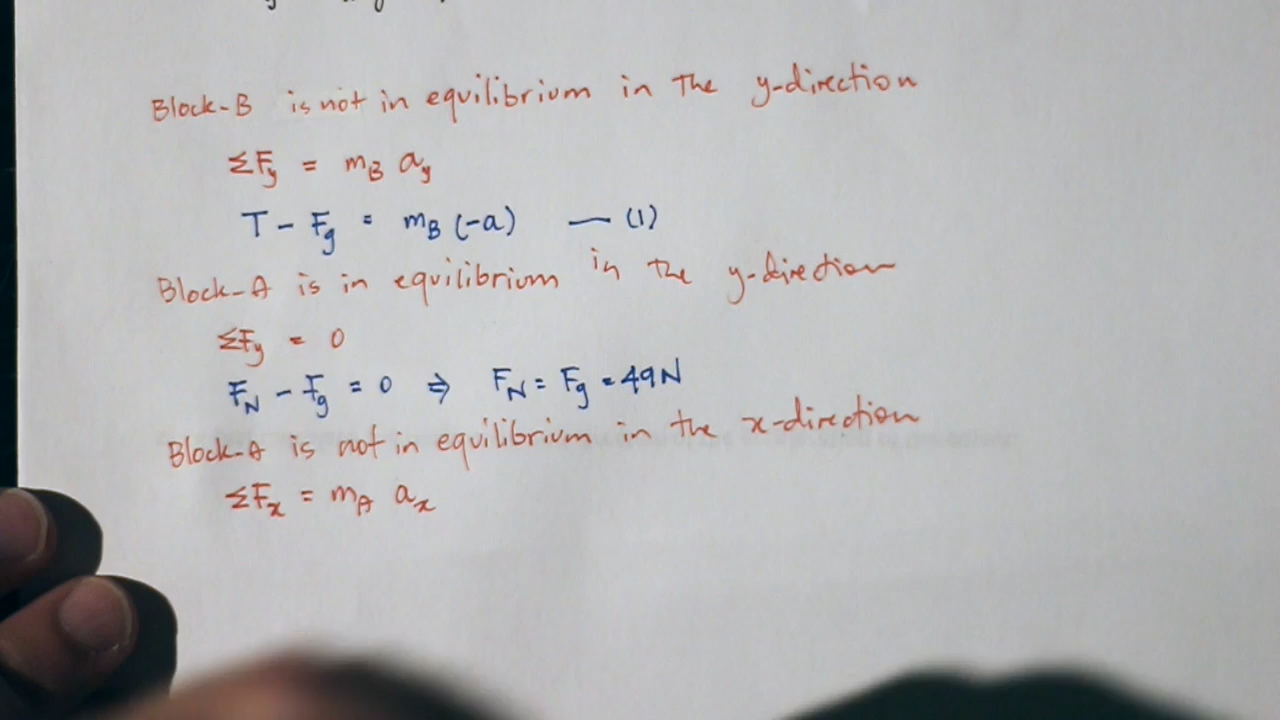 Block-B is not in equilibrium in the y-direction
ΣFy = mB ay
T - Fg = mB (-a) — (1)
Block-A is in equilibrium in the y-direction
ΣFy = 0
FN - Fg = 0 ⇒ FN = Fg = 49N
Block-A is not in equilibrium in the x-direction
ΣFx = mA ax